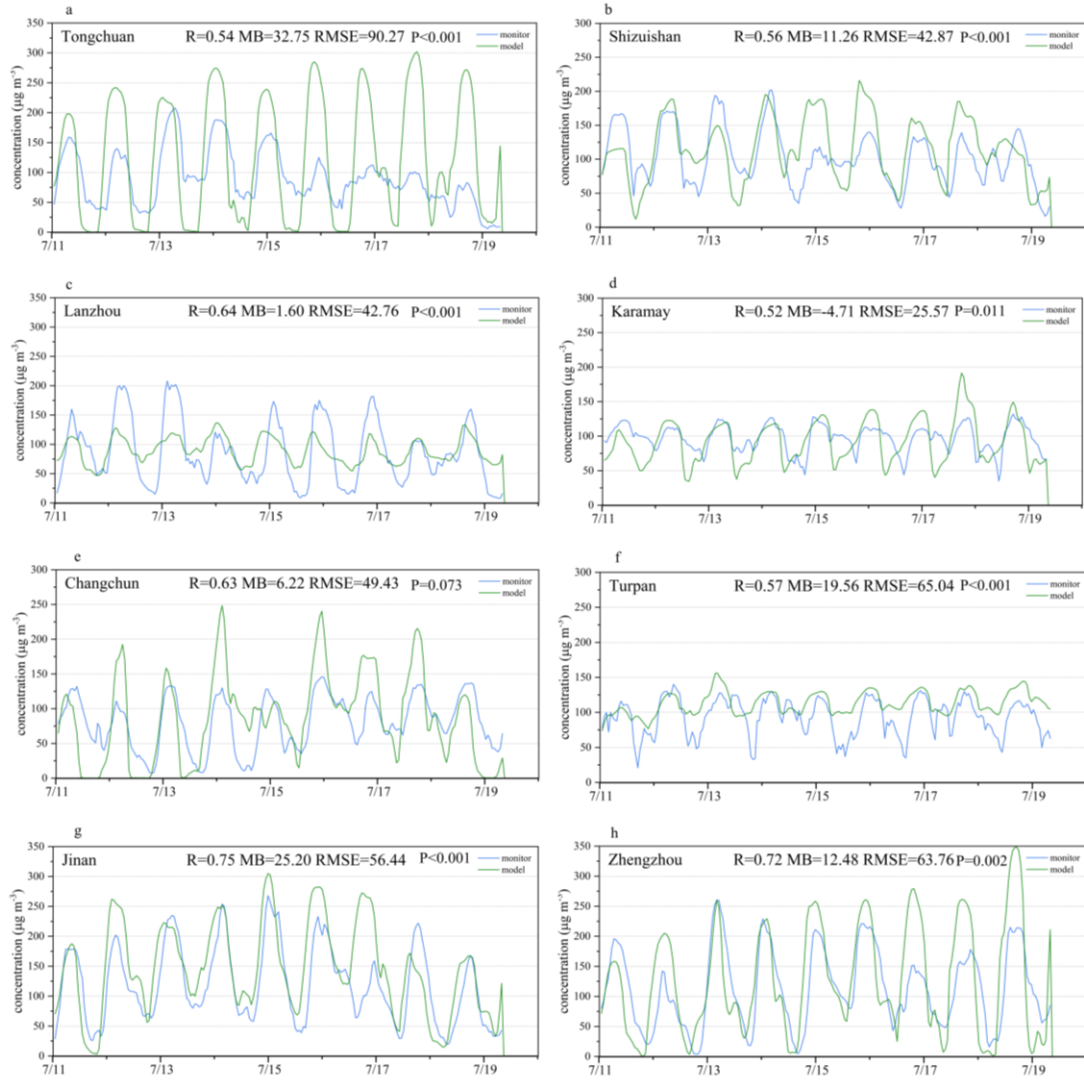 a
Tongchuan R=0.54 MB=32.75 RMSE=90.27 P<0.001
monitor
model
concentration (μg m⁻³)
350
300
250
200
150
100
50
0
7/11 7/13 7/15 7/17 7/19
b
Shizuishan R=0.56 MB=11.26 RMSE=42.87 P<0.001
monitor
model
concentration (μg m⁻³)
350
300
250
200
150
100
50
0
7/11 7/13 7/15 7/17 7/19
c
Lanzhou R=0.64 MB=1.60 RMSE=42.76 P<0.001
monitor
model
concentration (μg m⁻³)
350
300
250
200
150
100
50
0
7/11 7/13 7/15 7/17 7/19
d
Karamay R=0.52 MB=-4.71 RMSE=25.57 P=0.011
monitor
model
concentration (μg m⁻³)
350
300
250
200
150
100
50
0
7/11 7/13 7/15 7/17 7/19
e
Changchun R=0.63 MB=6.22 RMSE=49.43 P=0.073
monitor
model
concentration (μg m⁻³)
300
250
200
150
100
50
0
7/11 7/13 7/15 7/17 7/19
f
Turpan R=0.57 MB=19.56 RMSE=65.04 P<0.001
monitor
model
concentration (μg m⁻³)
300
250
200
150
100
50
0
7/11 7/13 7/15 7/17 7/19
g
Jinan R=0.75 MB=25.20 RMSE=56.44 P<0.001
monitor
model
concentration (μg m⁻³)
350
300
250
200
150
100
50
0
7/11 7/13 7/15 7/17 7/19
h
Zhengzhou R=0.72 MB=12.48 RMSE=63.76 P=0.002
monitor
model
concentration (μg m⁻³)
350
300
250
200
150
100
50
0
7/11 7/13 7/15 7/17 7/19